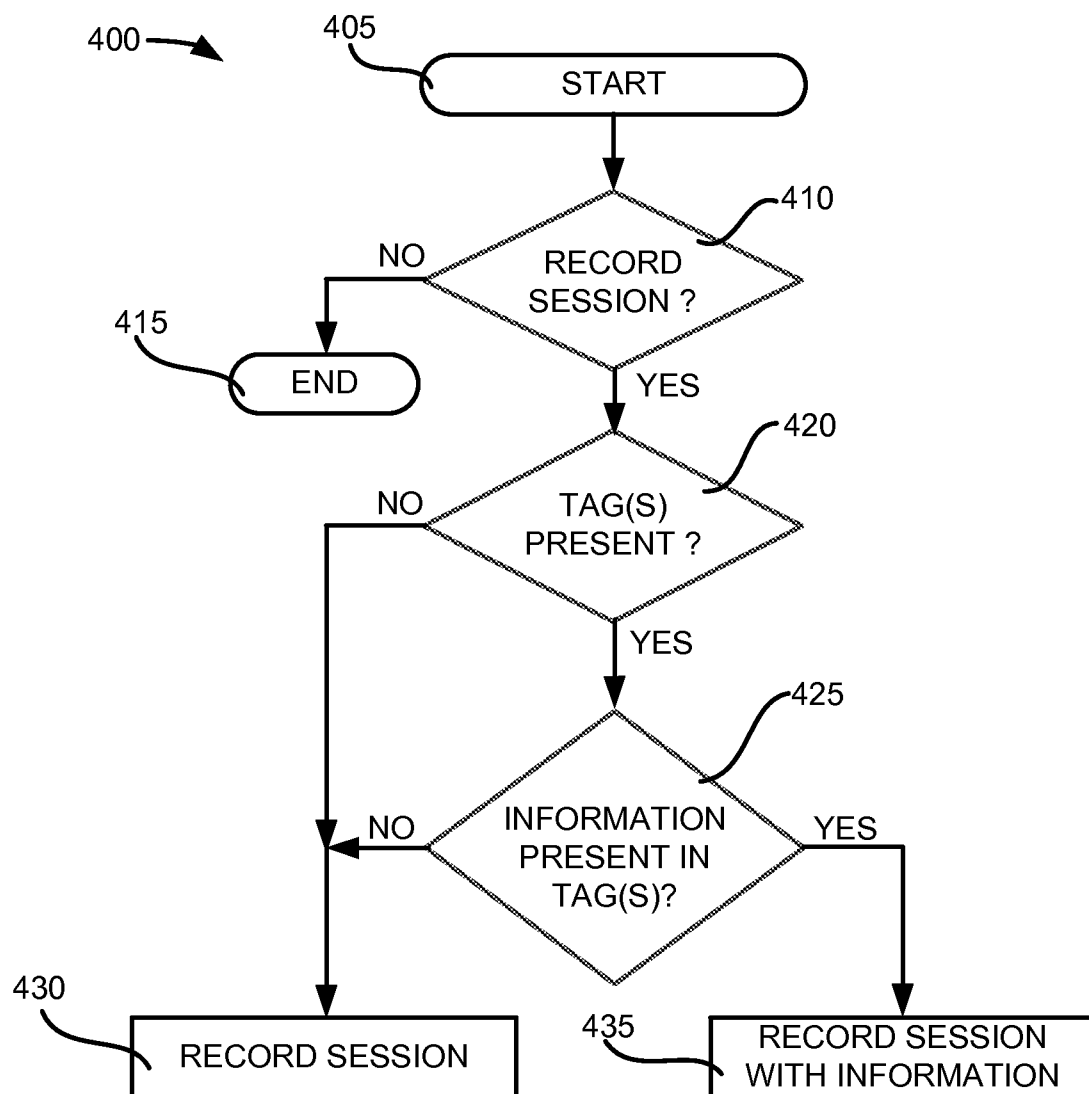 400
405
START
410
RECORD
SESSION ?
NO
415
END
YES
420
TAG(S)
PRESENT ?
NO
YES
425
INFORMATION
PRESENT IN
TAG(S)?
NO
YES
430
RECORD SESSION
435
RECORD SESSION
WITH INFORMATION